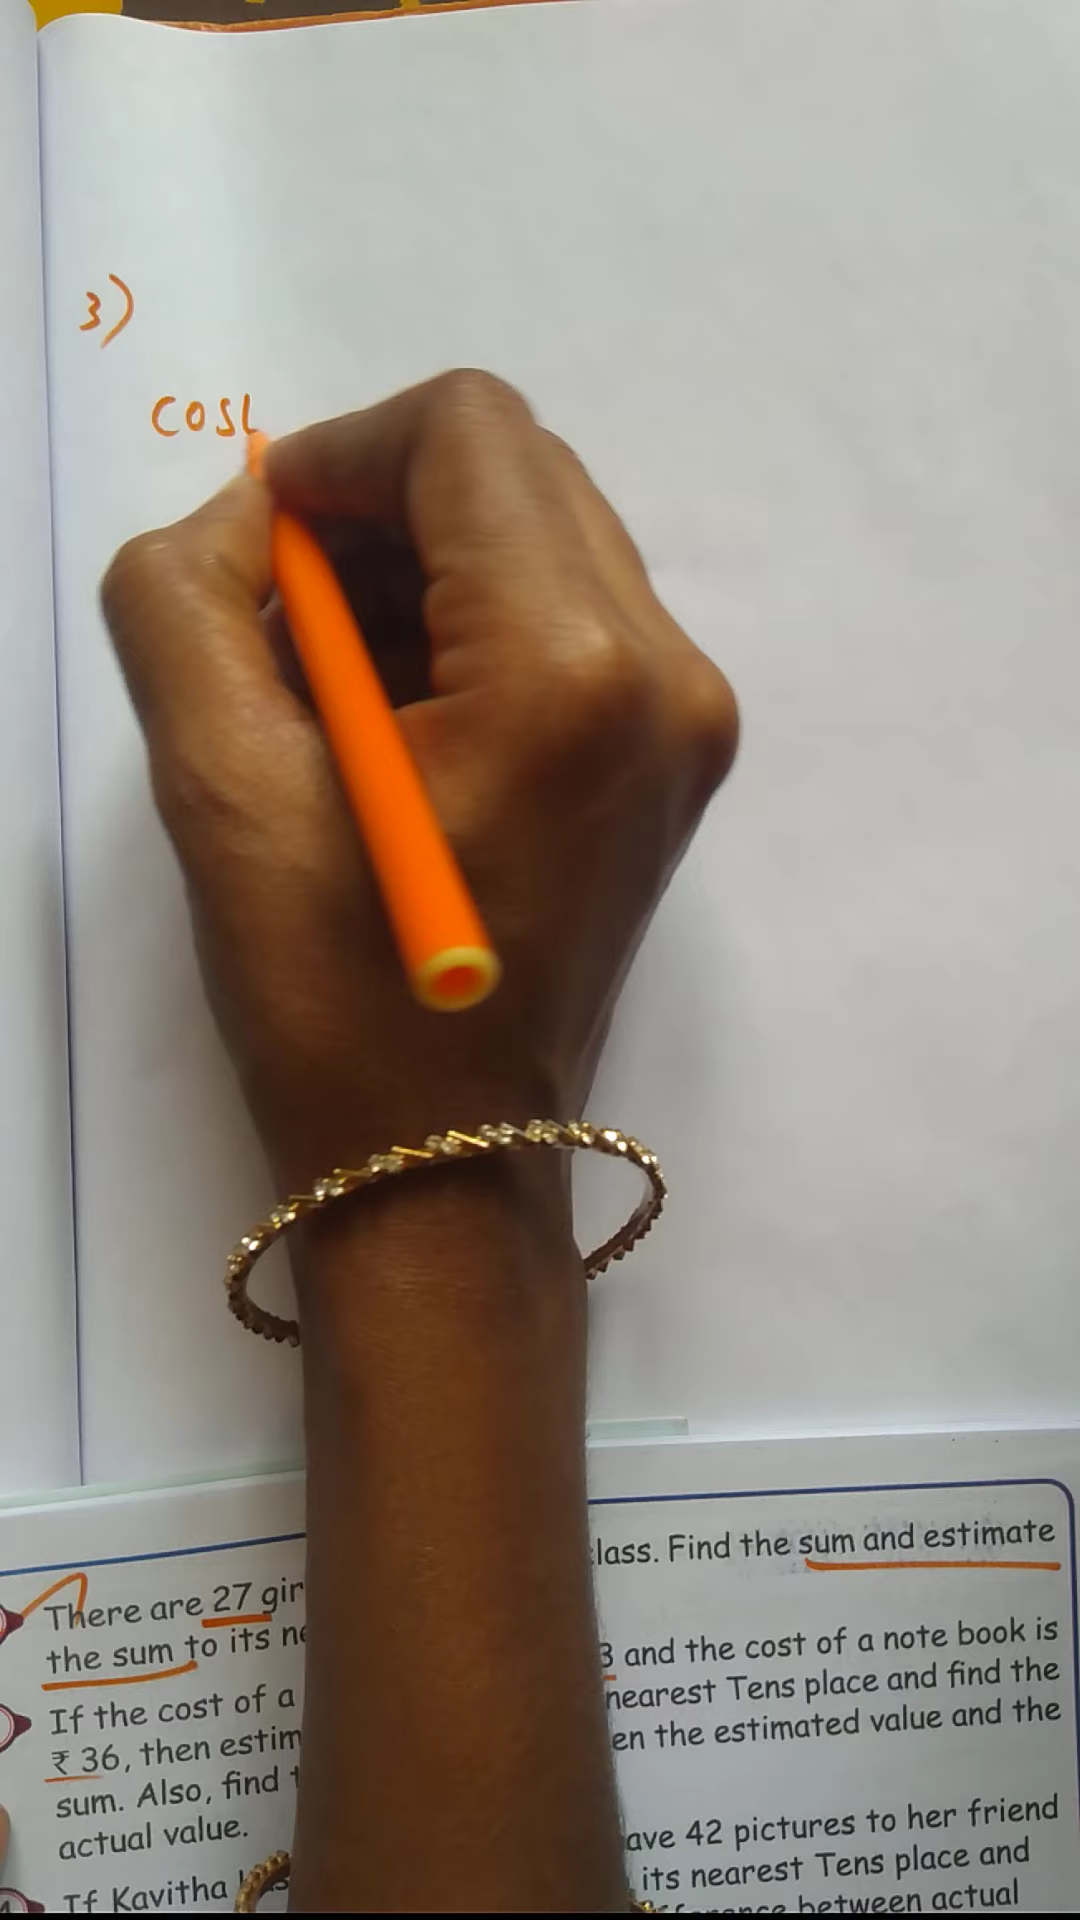 3)
cost
There are 27 gir lass. Find the sum and estimate
the sum to its ne
If the cost of a 3 and the cost of a note book is
₹ 36, then estim nearest Tens place and find the
sum. Also, find t en the estimated value and the
actual value.
If Kavitha ave 42 pictures to her friend
its nearest Tens place and
between actual